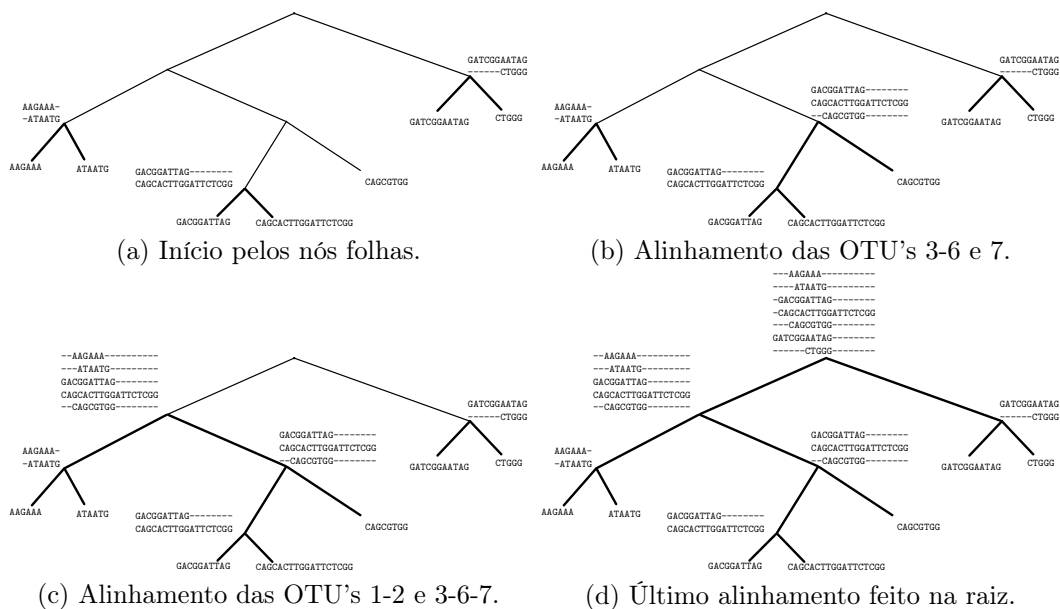 GATCGGAATAG
------CTGGG
AAGAAA-
-ATAATG
GATCGGAATAG
CTGGG
AAGAAA
ATAATG
GACGGATTAG--------
CAGCACTTGGATTCTCGG
CAGCGTGG
GACGGATTAG
CAGCACTTGGATTCTCGG
(a) Início pelos nós folhas.
GATCGGAATAG
------CTGGG
GACGGATTAG--------
CAGCACTTGGATTCTCGG
--CAGCGTGG--------
AAGAAA-
-ATAATG
GATCGGAATAG
CTGGG
AAGAAA
ATAATG
GACGGATTAG--------
CAGCACTTGGATTCTCGG
CAGCGTGG
GACGGATTAG
CAGCACTTGGATTCTCGG
(b) Alinhamento das OTU's 3-6 e 7.
--AAGAAA----------
---ATAATG---------
GACGGATTAG--------
CAGCACTTGGATTCTCGG
--CAGCGTGG--------
GATCGGAATAG
------CTGGG
GACGGATTAG--------
CAGCACTTGGATTCTCGG
--CAGCGTGG--------
AAGAAA-
-ATAATG
GATCGGAATAG
CTGGG
AAGAAA
ATAATG
GACGGATTAG--------
CAGCACTTGGATTCTCGG
CAGCGTGG
GACGGATTAG
CAGCACTTGGATTCTCGG
(c) Alinhamento das OTU's 1-2 e 3-6-7.
---AAGAAA----------
----ATAATG---------
-GACGGATTAG--------
-CAGCACTTGGATTCTCGG
---CAGCGTGG--------
GATCGGAATAG--------
------CTGGG--------
--AAGAAA----------
---ATAATG---------
GACGGATTAG--------
CAGCACTTGGATTCTCGG
--CAGCGTGG--------
GATCGGAATAG
------CTGGG
GACGGATTAG--------
CAGCACTTGGATTCTCGG
--CAGCGTGG--------
AAGAAA-
-ATAATG
GATCGGAATAG
CTGGG
AAGAAA
ATAATG
GACGGATTAG--------
CAGCACTTGGATTCTCGG
CAGCGTGG
GACGGATTAG
CAGCACTTGGATTCTCGG
(d) Último alinhamento feito na raiz.